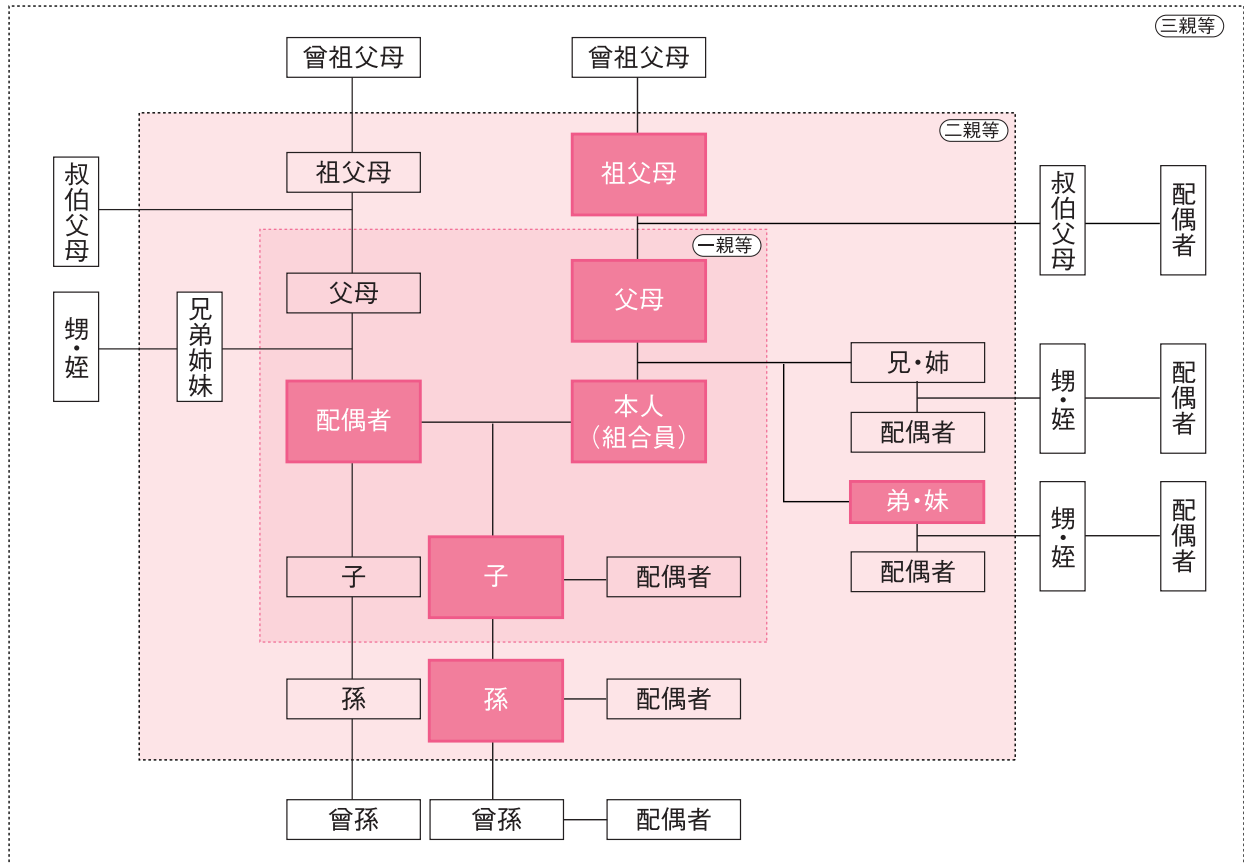 三親等
曾祖父母
曾祖父母
二親等
祖父母
祖父母
叔伯父母
叔伯父母
配偶者
一親等
父母
父母
甥・姪
兄弟姉妹
兄・姉
配偶者
甥・姪
配偶者
配偶者
本人
(組合員)
弟・妹
配偶者
甥・姪
配偶者
子
子
配偶者
孫
孫
配偶者
曾孫
曾孫
配偶者